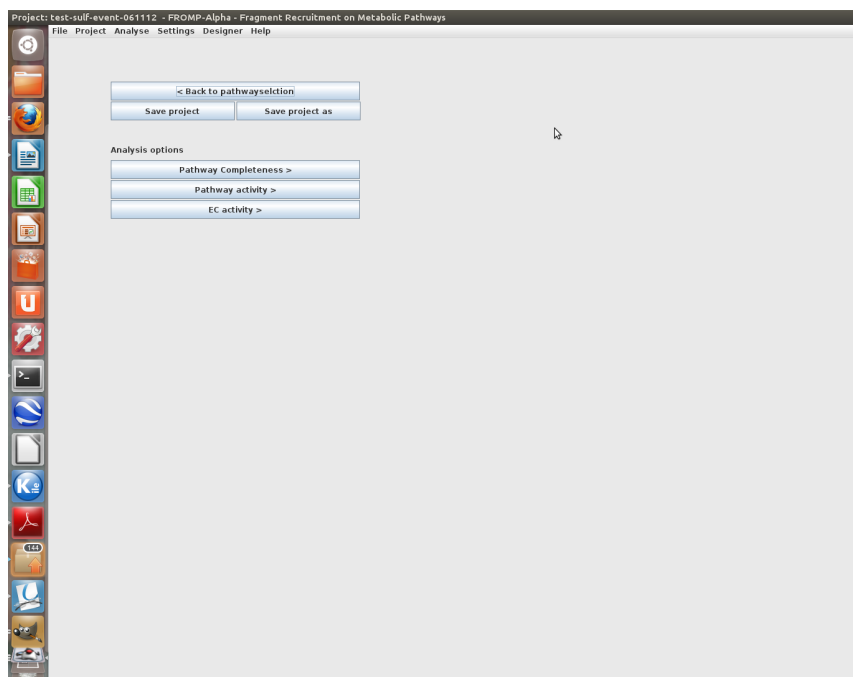 Project: test-sulf-event-061112 - FROMP-Alpha - Fragment Recruitment on Metabolic Pathways
File Project Analyse Settings Designer Help
< Back to pathwayselction
Save project Save project as
Analysis options
Pathway Completeness >
Pathway activity >
EC activity >
U
>_
K ile
144
U